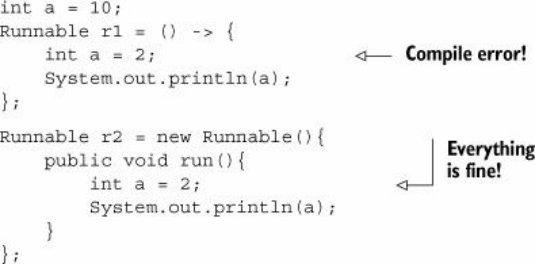 int a = 10;
Runnable r1 = () -> {
    int a = 2;
    System.out.println(a);
};
Compile error!
Runnable r2 = new Runnable(){
    public void run(){
        int a = 2;
        System.out.println(a);
    }
};
Everything
is fine!